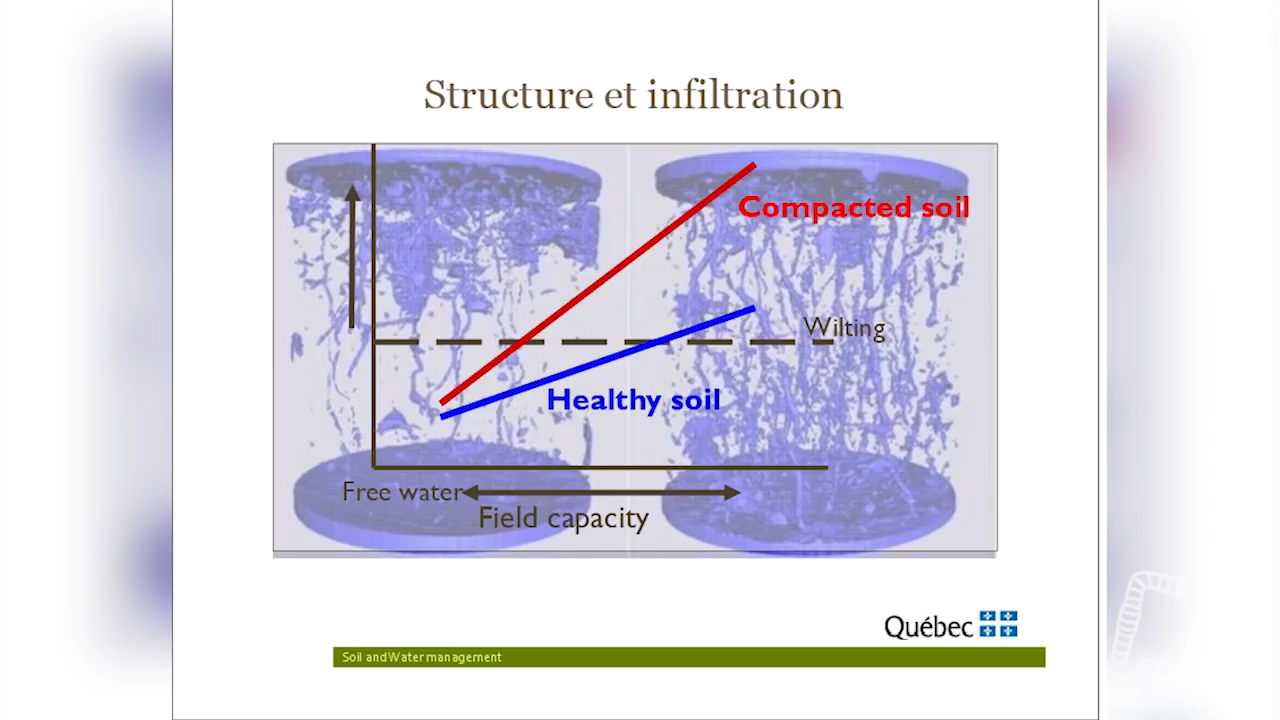 Structure et infiltration
Compacted soil
Wilting
Healthy soil
Free water
Field capacity
Québec
Soil and Water management